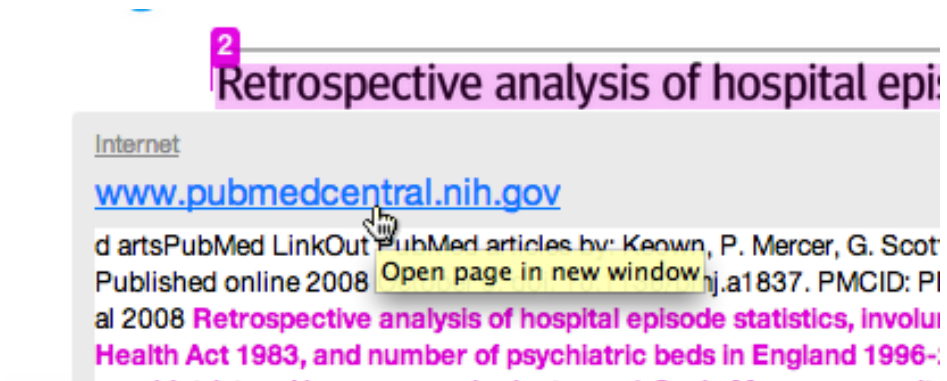 2
Retrospective analysis of hospital epis
Internet
www.pubmedcentral.nih.gov
d artsPubMed LinkOut PubMed articles by: Keown, P. Mercer, G. Scott
Published online 2008 nj.a1837. PMCID: P
Open page in new window
al 2008 Retrospective analysis of hospital episode statistics, involu
Health Act 1983, and number of psychiatric beds in England 1996-